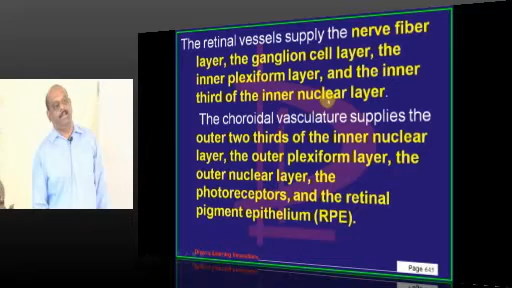 The retinal vessels supply the nerve fiber
layer, the ganglion cell layer, the
inner plexiform layer, and the inner
third of the inner nuclear layer.
The choroidal vasculature supplies the
outer two thirds of the inner nuclear
layer, the outer plexiform layer, the
outer nuclear layer, the
photoreceptors, and the retinal
pigment epithelium (RPE).
Page 641